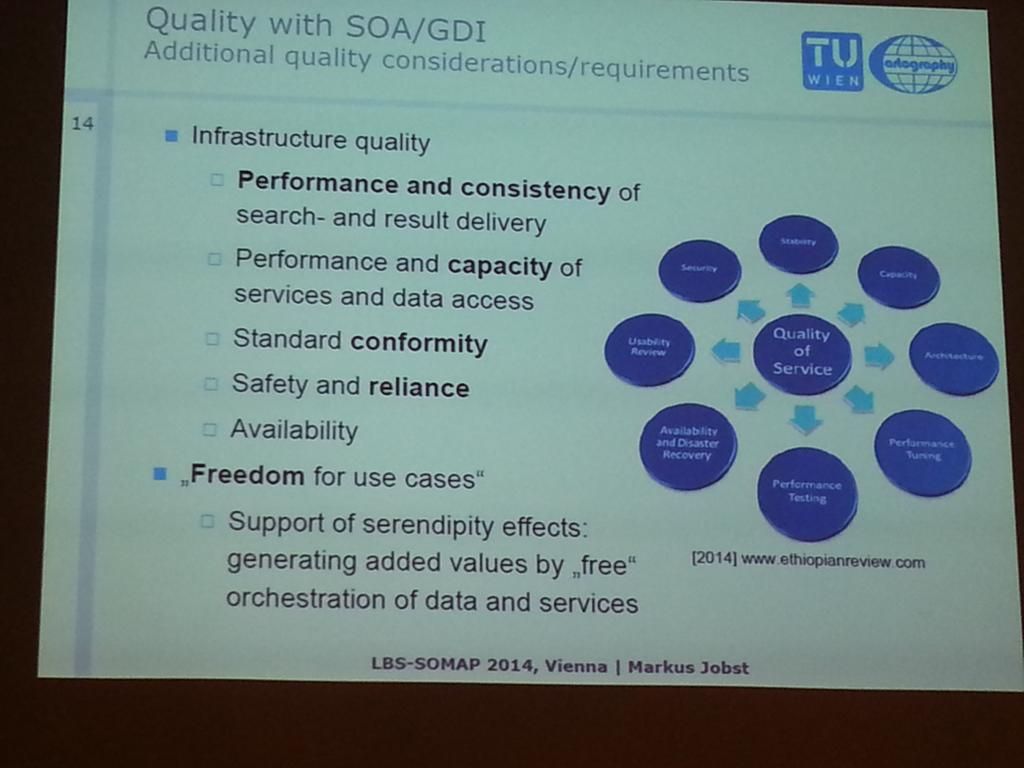 Quality with SOA/GDI
Additional quality considerations/requirements
TU
WIEN
artography
14
Infrastructure quality
Performance and consistency of
search- and result delivery
Performance and capacity of
services and data access
Standard conformity
Safety and reliance
Availability
„Freedom for use cases“
Support of serendipity effects:
generating added values by „free“
orchestration of data and services
Stability
Security
Capacity
Usability
Review
Quality
of
Service
Architecture
Availability
and Disaster
Recovery
Performance
Tuning
Performance
Testing
[2014] www.ethiopianreview.com
LBS-SOMAP 2014, Vienna | Markus Jobst